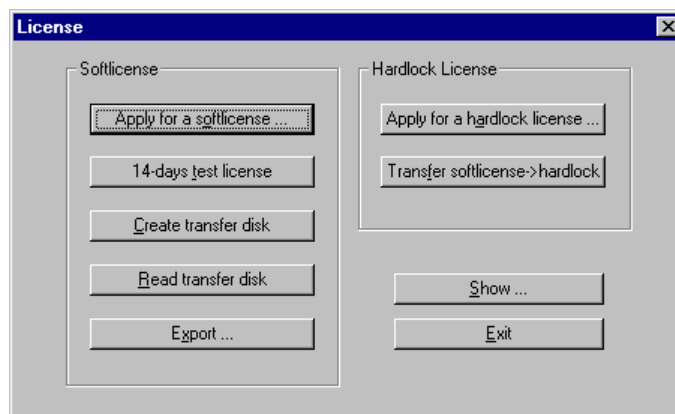 License
Softlicense
Apply for a softlicense ...
14-days test license
Create transfer disk
Read transfer disk
Export ...
Hardlock License
Apply for a hardlock license ...
Transfer softlicense->hardlock
Show ...
Exit